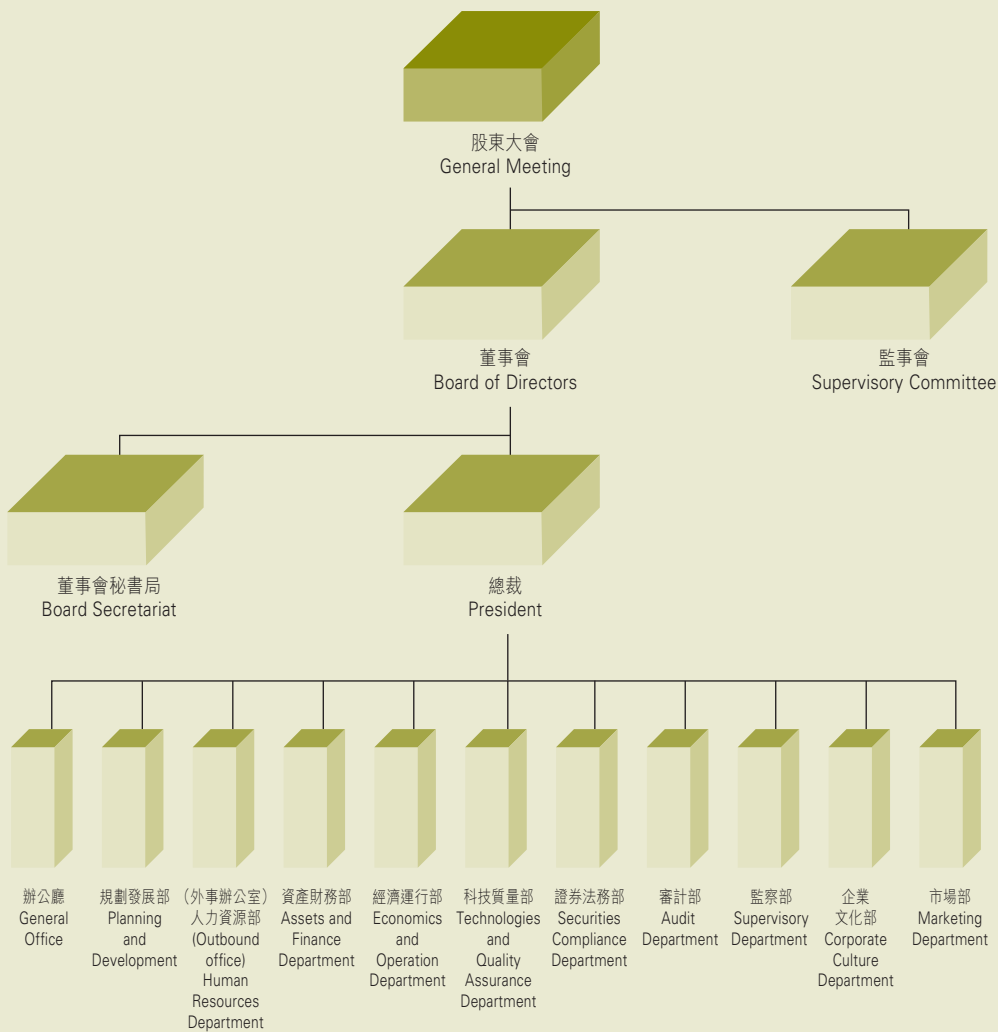 股東大會
General Meeting
董事會
Board of Directors
監事會
Supervisory Committee
董事會秘書局
Board Secretariat
總裁
President
辦公廳
General
Office
規劃發展部
Planning
and
Development
（外事辦公室）
人力資源部
(Outbound
office)
Human
Resources
Department
資產財務部
Assets and
Finance
Department
經濟運行部
Economics
and
Operation
Department
科技質量部
Technologies
and
Quality
Assurance
Department
證券法務部
Securities
Compliance
Department
審計部
Audit
Department
監察部
Supervisory
Department
企業
文化部
Corporate
Culture
Department
市場部
Marketing
Department